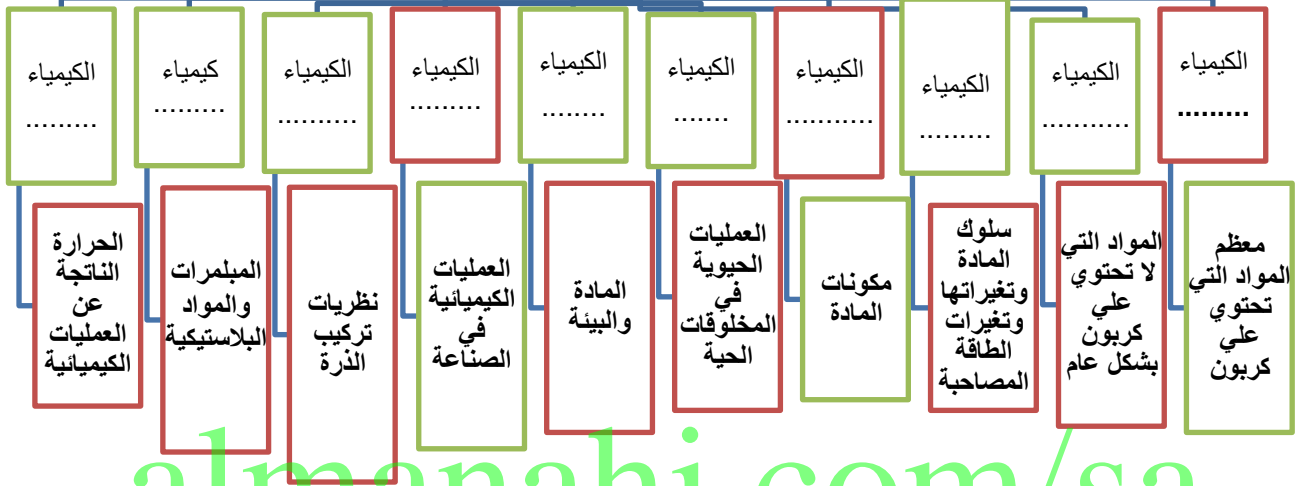 الكيمياء
.........
الكيمياء
...........
الكيمياء
.........
الكيمياء
...........
الكيمياء
.......
الكيمياء
........
الكيمياء
.........
الكيمياء
..........
كيمياء
.........
الكيمياء
.........
معظم
المواد التي
تحتوي
علي
كربون
المواد التي
لا تحتوي
علي
كربون
بشكل عام
سلوك
المادة
وتغيراتها
وتغيرات
الطاقة
المصاحبة
مكونات
المادة
العمليات
الحيوية
في
المخلوقات
الحية
المادة
والبيئة
العمليات
الكيميائية
في
الصناعة
نظريات
تركيب
الذرة
المبلمرات
والمواد
البلاستيكية
الحرارة
الناتجة
عن
العمليات
الكيميائية
almanahj.com/sa